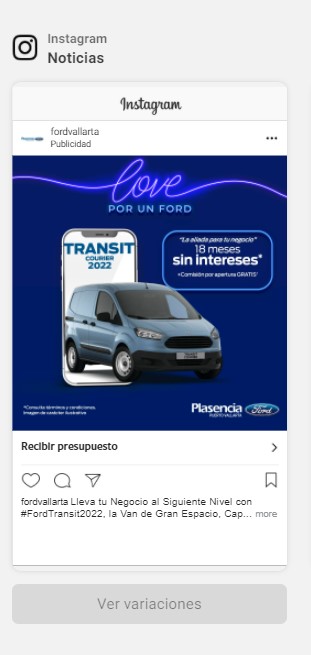 Instagram
Noticias
Instagram
fordvallarta
Publicidad
love
POR UN FORD
TRANSIT
COURIER
2022
"La aliada para tu negocio"
18 meses
sin intereses*
+Comisión por apertura GRATIS*
*Consulta términos y condiciones.
Imagen de carácter ilustrativo
Plasencia Ford
PUERTO VALLARTA
Recibir presupuesto
fordvallarta Lleva tu Negocio al Siguiente Nivel con
#FordTransit2022, la Van de Gran Espacio, Cap... more
Ver variaciones